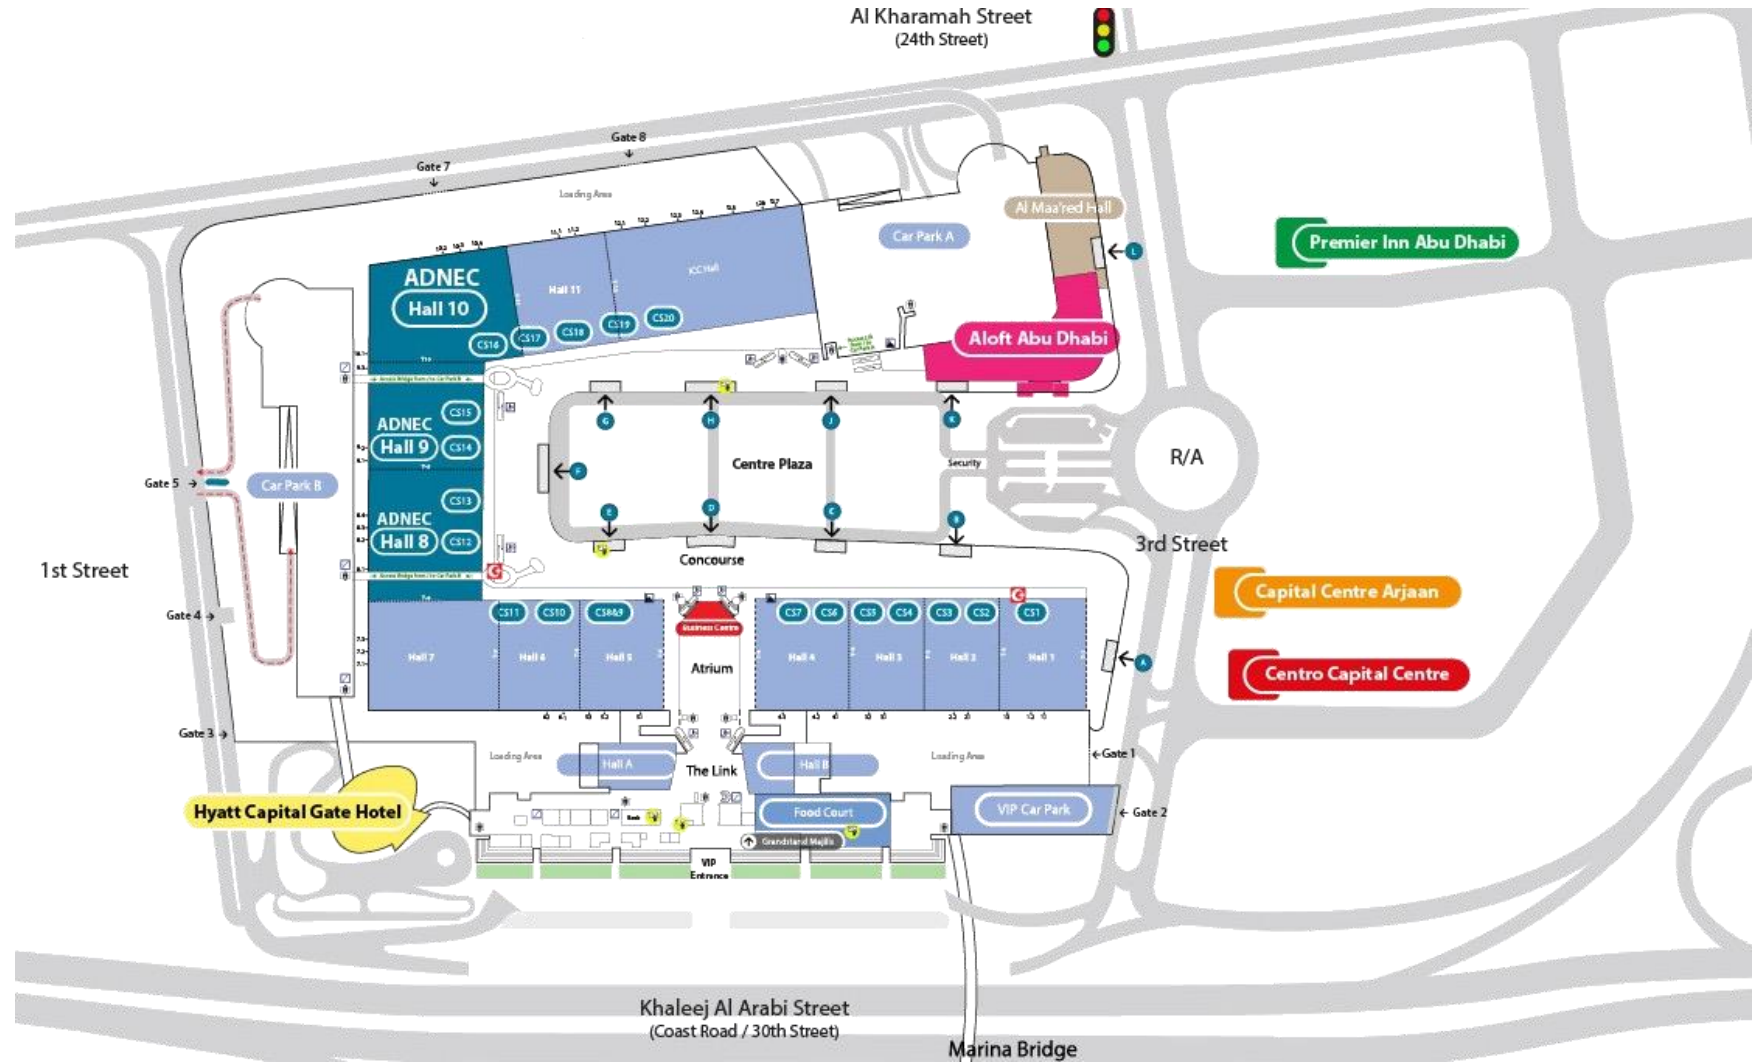 Al Kharamah Street
(24th Street)
Gate 8
Gate 7
Loading Area
Al Maa'red Hall
Car Park A
L
Premier Inn Abu Dhabi
ADNEC
Hall 10
Hall 11
ICC Hall
CS16
CS17
CS18
CS19
CS20
Aloft Abu Dhabi
CS15
ADNEC
Hall 9
CS14
G
H
J
K
Centre Plaza
Security
R/A
F
Gate 5
Car Park B
CS13
ADNEC
Hall 8
CS12
E
D
C
B
Concourse
3rd Street
1st Street
Capital Centre Arjaan
Gate 4
CS11
CS10
CS8&9
CS7
CS6
CS5
CS4
CS3
CS2
CS1
Business Centre
Hall 7
Hall 6
Hall 5
Atrium
Hall 4
Hall 3
Hall 2
Hall 1
A
Centro Capital Centre
Gate 3
Loading Area
Hall A
The Link
Hall B
Loading Area
Gate 1
Hyatt Capital Gate Hotel
Bank
Food Court
VIP Car Park
Gate 2
Grandstand Majlis
VIP
Entrance
Khaleej Al Arabi Street
(Coast Road / 30th Street)
Marina Bridge